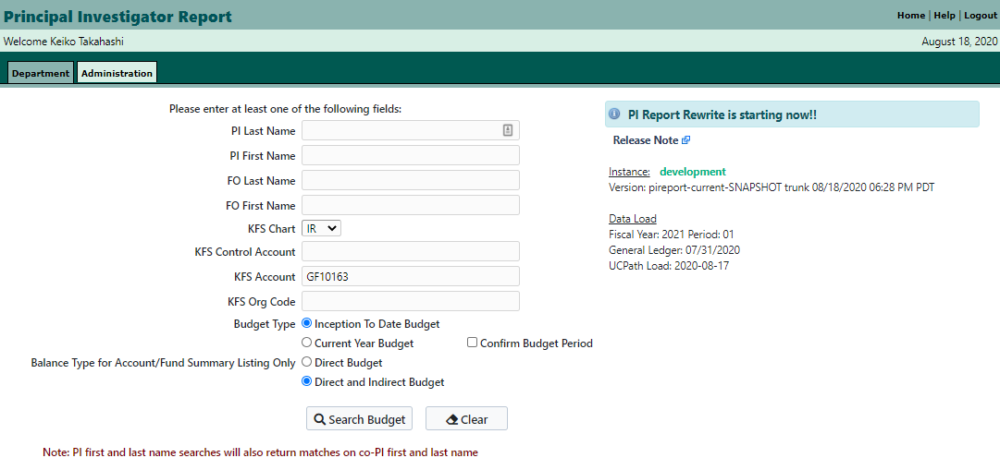 Principal Investigator Report
Home | Help | Logout
Welcome Keiko Takahashi
August 18, 2020
Department
Administration
Please enter at least one of the following fields:
PI Last Name
PI First Name
FO Last Name
FO First Name
KFS Chart IR
KFS Control Account
KFS Account GF10163
KFS Org Code
Budget Type Inception To Date Budget
Current Year Budget Confirm Budget Period
Balance Type for Account/Fund Summary Listing Only Direct Budget
Direct and Indirect Budget
Search Budget Clear
Note: PI first and last name searches will also return matches on co-PI first and last name
PI Report Rewrite is starting now!!
Release Note
Instance: development
Version: pireport-current-SNAPSHOT trunk 08/18/2020 06:28 PM PDT
Data Load
Fiscal Year: 2021 Period: 01
General Ledger: 07/31/2020
UCPath Load: 2020-08-17